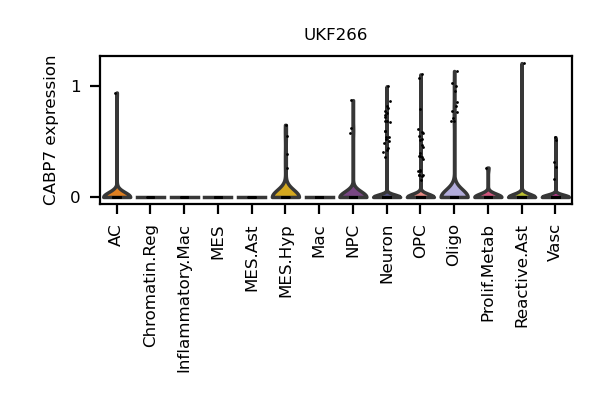 UKF266
CABP7 expression
1
0
AC
Chromatin.Reg
Inflammatory.Mac
MES
MES.Ast
MES.Hyp
Mac
NPC
Neuron
OPC
Oligo
Prolif.Metab
Reactive.Ast
Vasc